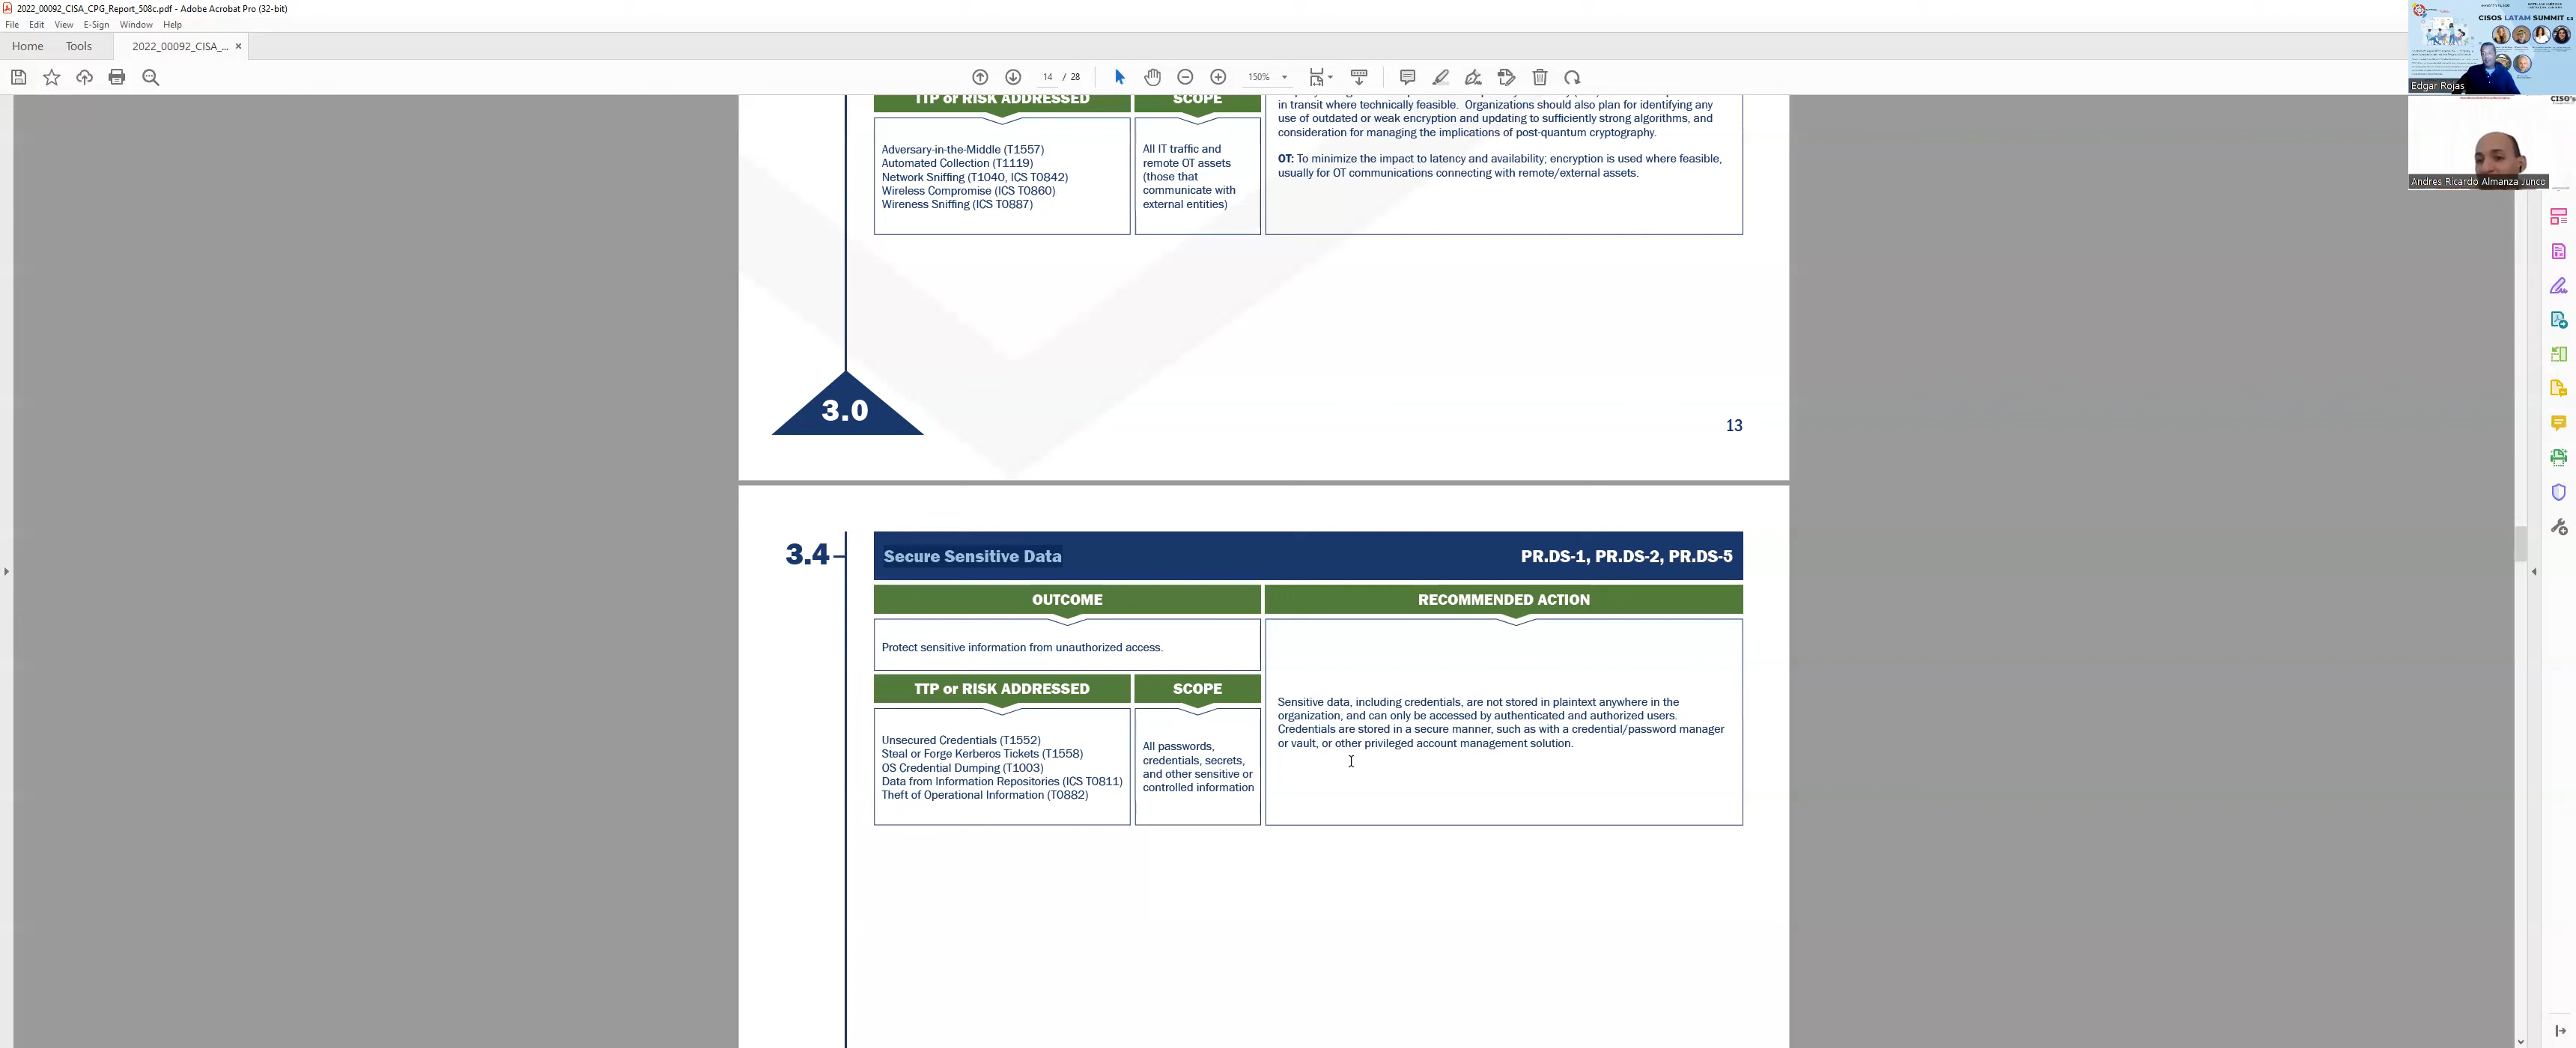 2022_00092_CISA_CPG_Report_508c.pdf - Adobe Acrobat Pro (32-bit)
File Edit View E-Sign Window Help
Home Tools 2022_00092_CISA_... ×
14 / 28 150%
TTP or RISK ADDRESSED
SCOPE
Adversary-in-the-Middle (T1557)
Automated Collection (T1119)
Network Sniffing (T1040, ICS T0842)
Wireless Compromise (ICS T0860)
Wireness Sniffing (ICS T0887)
All IT traffic and
remote OT assets
(those that
communicate with
external entities)
in transit where technically feasible. Organizations should also plan for identifying any
use of outdated or weak encryption and updating to sufficiently strong algorithms, and
consideration for managing the implications of post-quantum cryptography.
OT: To minimize the impact to latency and availability; encryption is used where feasible,
usually for OT communications connecting with remote/external assets.
3.0
13
3.4
Secure Sensitive Data PR.DS-1, PR.DS-2, PR.DS-5
OUTCOME
Protect sensitive information from unauthorized access.
TTP or RISK ADDRESSED
Unsecured Credentials (T1552)
Steal or Forge Kerberos Tickets (T1558)
OS Credential Dumping (T1003)
Data from Information Repositories (ICS T0811)
Theft of Operational Information (T0882)
SCOPE
All passwords,
credentials, secrets,
and other sensitive or
controlled information
RECOMMENDED ACTION
Sensitive data, including credentials, are not stored in plaintext anywhere in the
organization, and can only be accessed by authenticated and authorized users.
Credentials are stored in a secure manner, such as with a credential/password manager
or vault, or other privileged account management solution.
CISOS LATAM SUMMIT
Edgar Rojas
CISO's
Andres Ricardo Almanza Junco